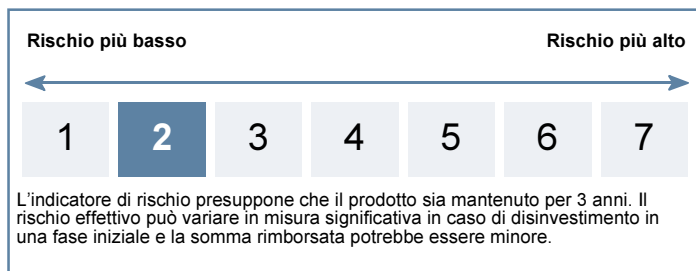 Rischio più basso Rischio più alto
1 2 3 4 5 6 7
L'indicatore di rischio presuppone che il prodotto sia mantenuto per 3 anni. Il
rischio effettivo può variare in misura significativa in caso di disinvestimento in
una fase iniziale e la somma rimborsata potrebbe essere minore.